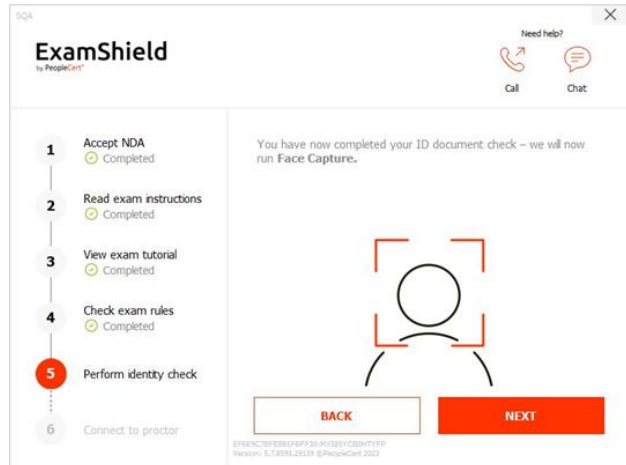 SQA
Need help?
ExamShield
by PeopleCert
Call
Chat
1
Accept NDA
Completed
2
Read exam instructions
Completed
3
View exam tutorial
Completed
4
Check exam rules
Completed
5
Perform identity check
6
Connect to proctor
You have now completed your ID document check – we will now
run Face Capture.
BACK
NEXT
©PeopleCert 2023